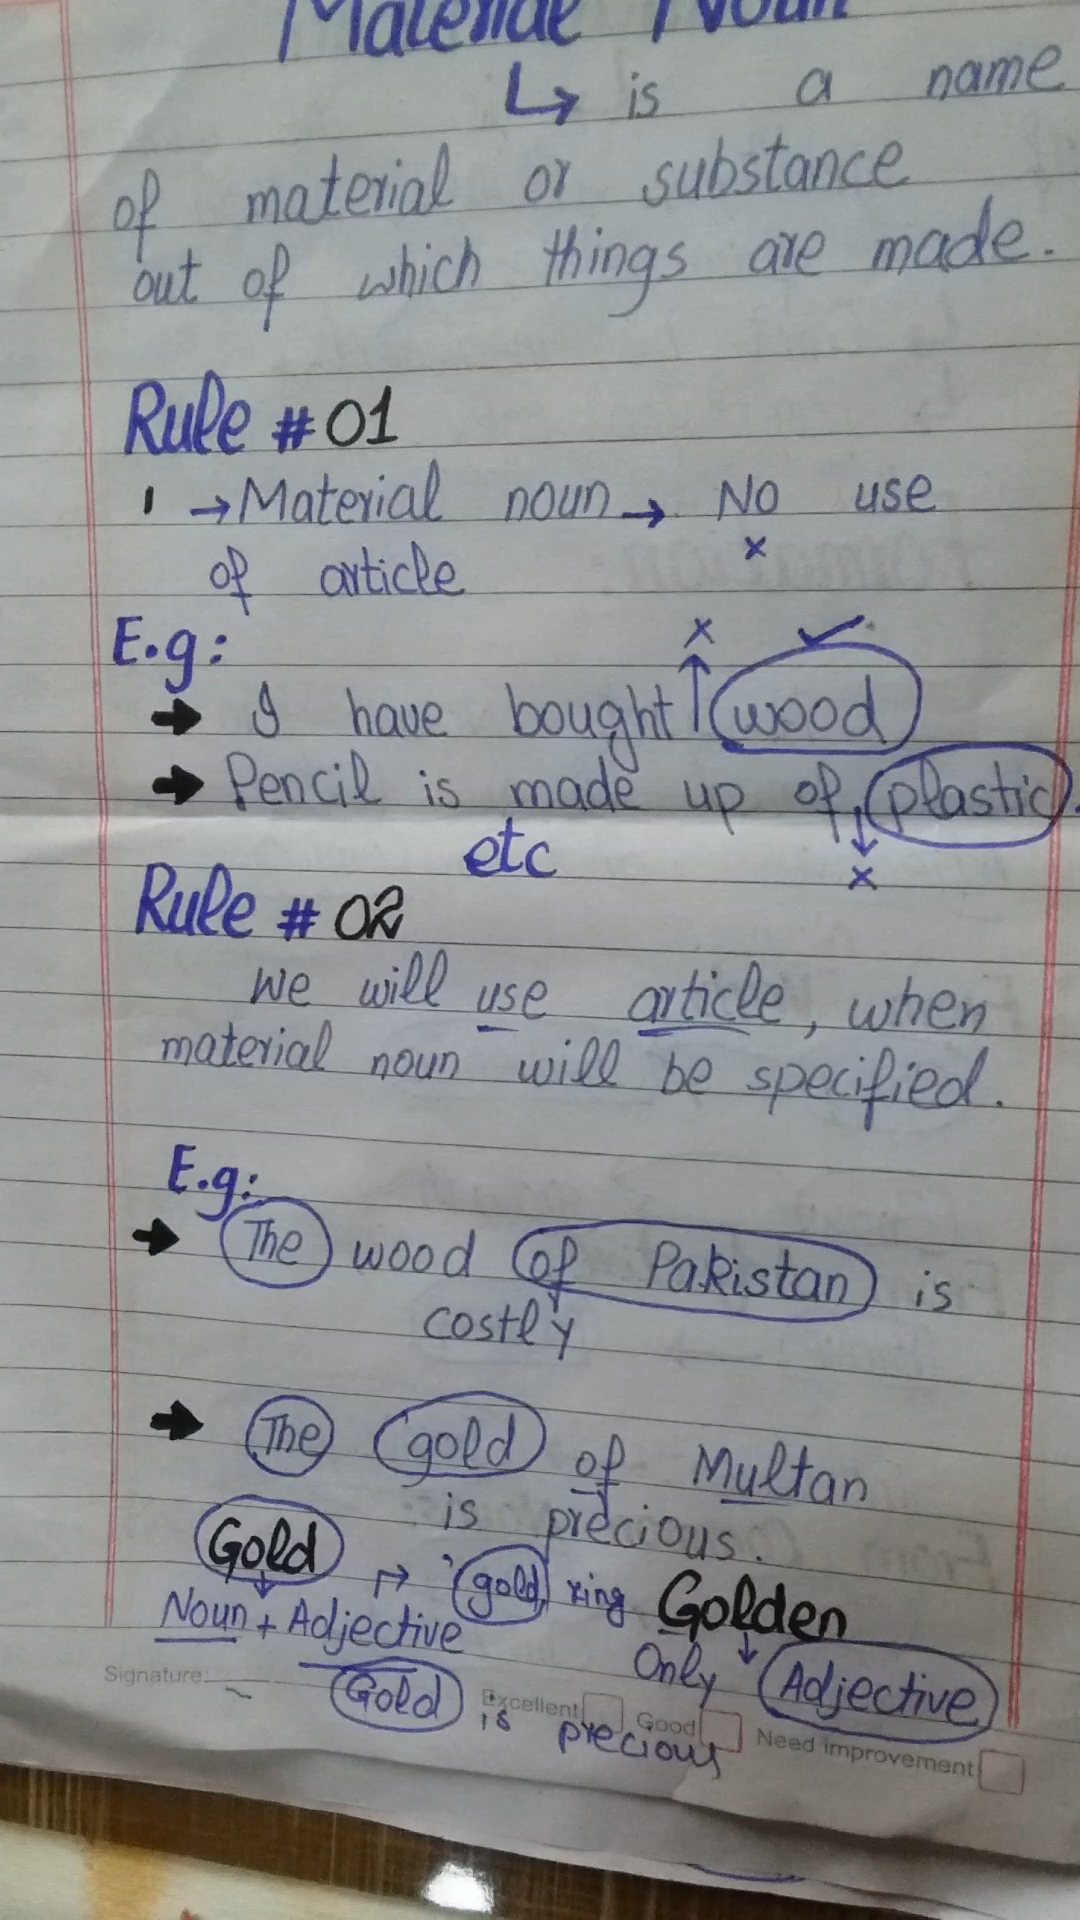 Material Noun
↳ is a name
of material or substance
out of which things are made.
Rule # 01
1 → Material noun → No use
x
of article
E.g:
x ✓
➔ I have bought ↑ wood
➔ Pencil is made up of ↓ plastic.
x
etc
Rule # 02
We will use article, when
material noun will be specified.
E.g:
➔ The wood of Pakistan is
costly
➔ The gold of Multan
is precious.
Gold ↱ gold ring Golden
Noun + Adjective Only Adjective
Signature: Gold Excellent Good Need improvement
is precious